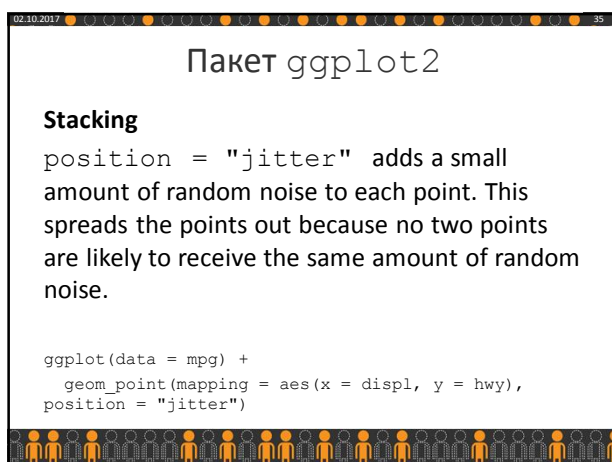 02.10.2017
35
Пакет ggplot2
Stacking
position = "jitter" adds a small
amount of random noise to each point. This
spreads the points out because no two points
are likely to receive the same amount of random
noise.
ggplot(data = mpg) +
geom_point(mapping = aes(x = displ, y = hwy),
position = "jitter")